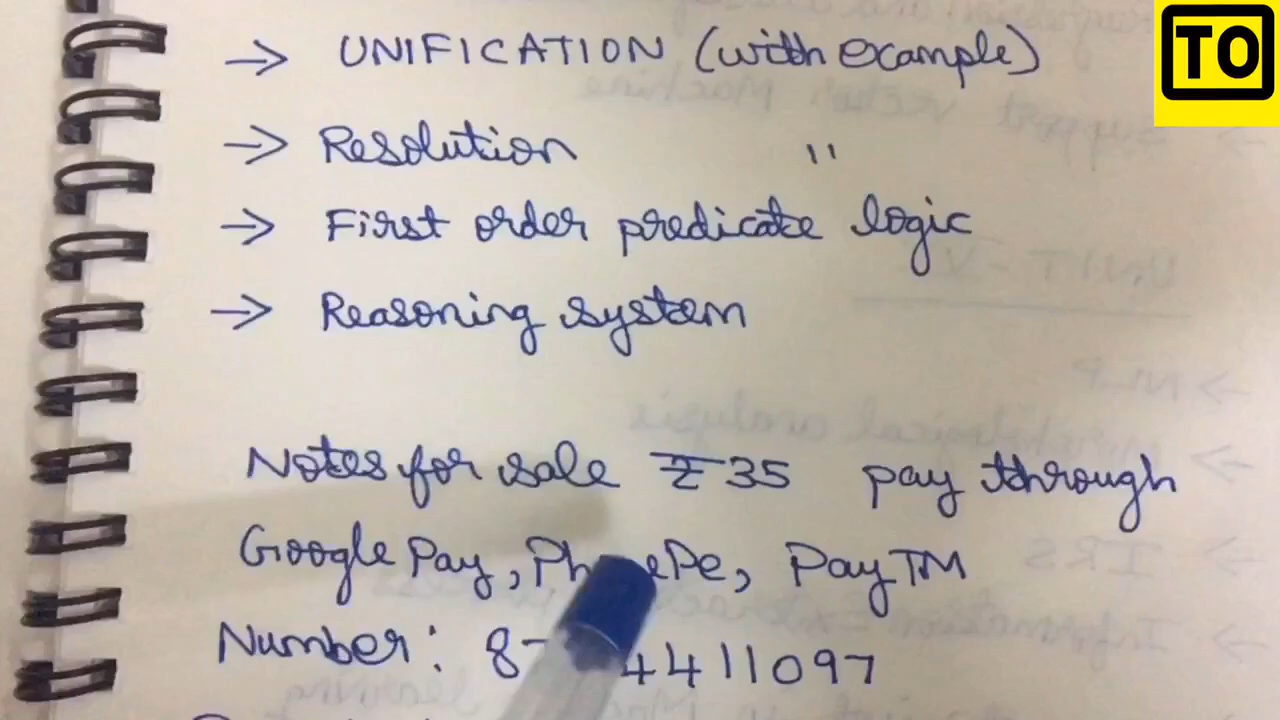 TO
→ UNIFICATION (with example)
→ Resolution "
→ First order predicate logic
→ Reasoning system
Notes for sale ₹ 35 pay through
Google Pay, PhonePe, PayTM
Number: 8 4411097